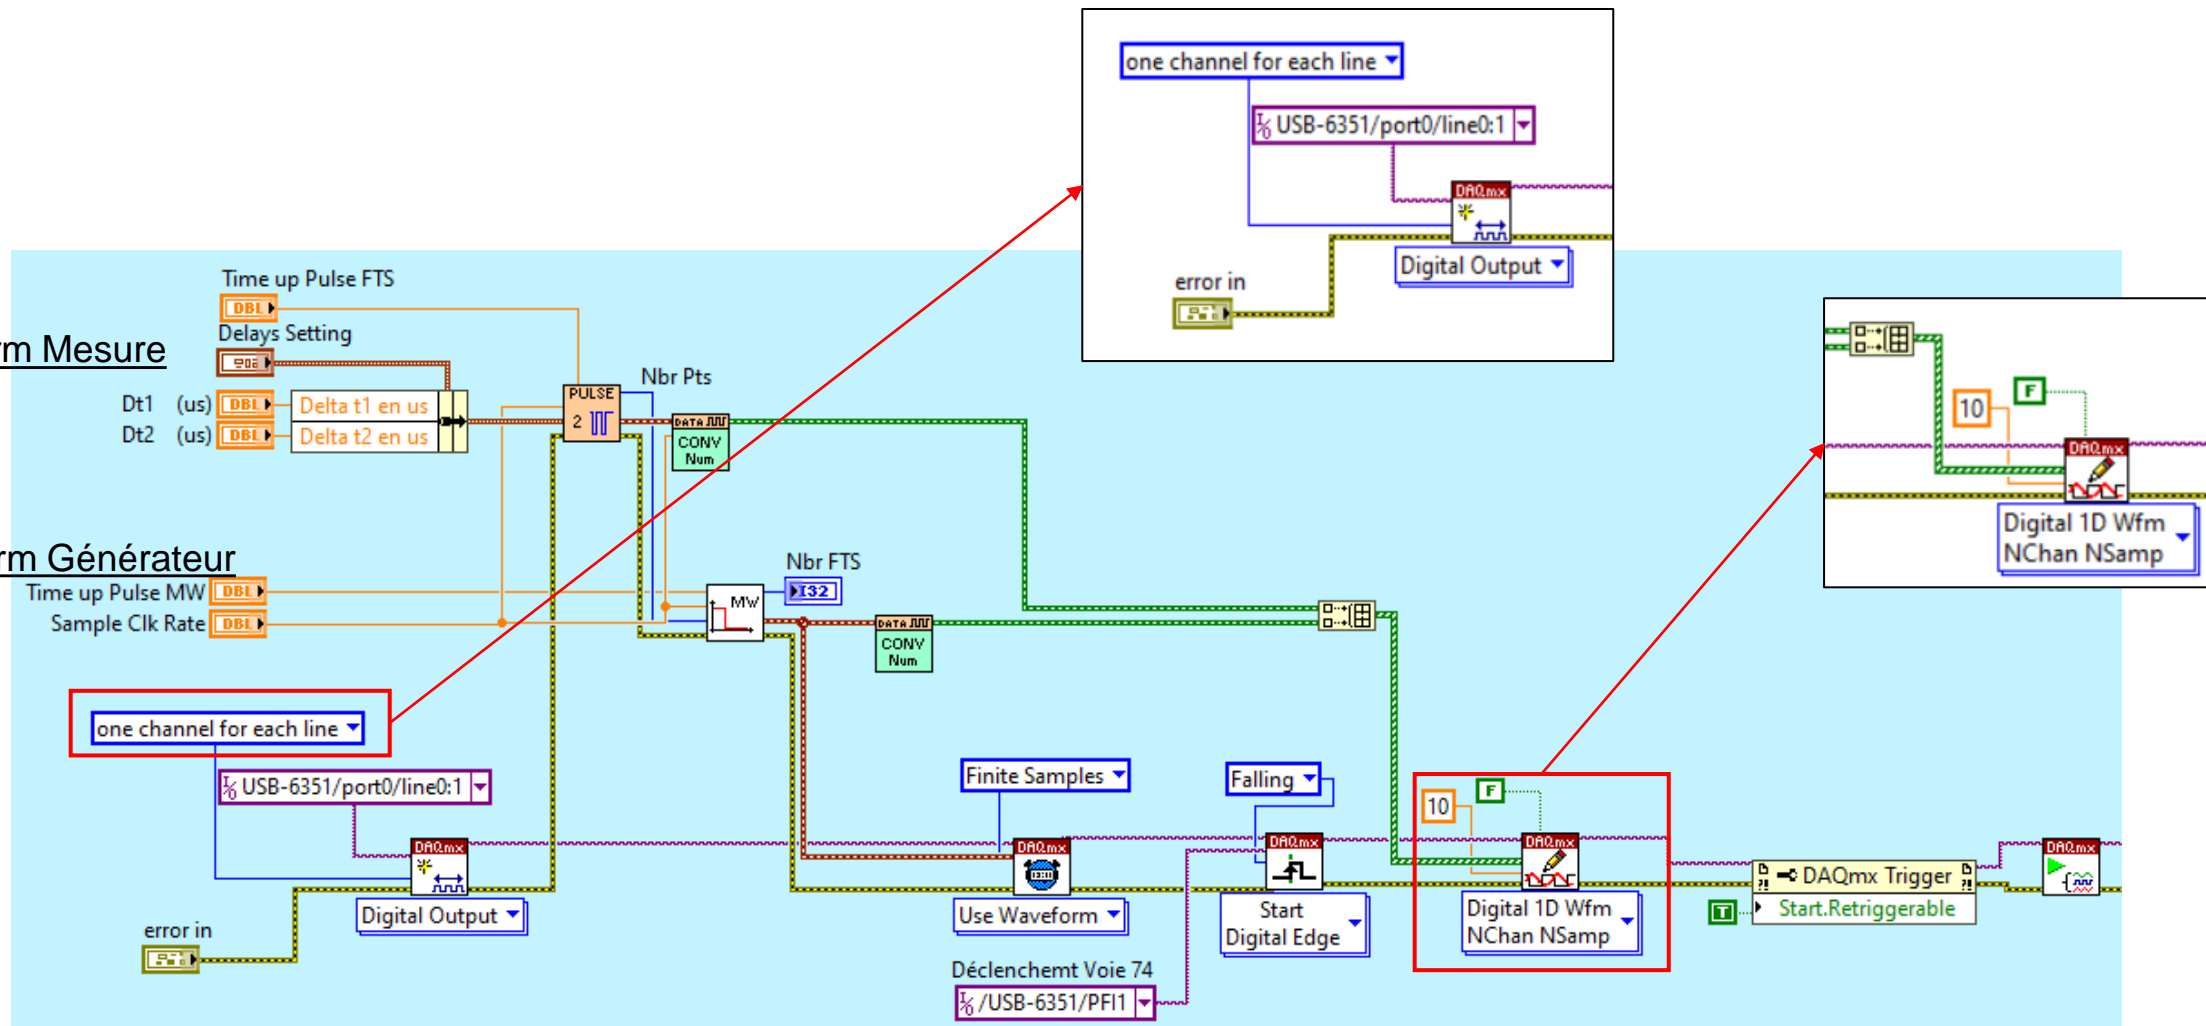 one channel for each line
USB-6351/port0/line0:1
DAQmx
Digital Output
error in
Time up Pulse FTS
DBL
Delays Setting
rm Mesure
Nbr Pts
Dt1 (us) DBL Delta t1 en us
Dt2 (us) DBL Delta t2 en us
PULSE
2
DATA
CONV
Num
10
F
DAQmx
Digital 1D Wfm
NChan NSamp
rm Générateur
Nbr FTS
I32
Time up Pulse MW DBL
Sample Clk Rate DBL
MW
DATA
CONV
Num
one channel for each line
USB-6351/port0/line0:1
DAQmx
Digital Output
error in
Finite Samples
DAQmx
Use Waveform
Falling
DAQmx
Start
Digital Edge
Déclenchemt Voie 74
/USB-6351/PFI1
10
F
DAQmx
Digital 1D Wfm
NChan NSamp
DAQmx Trigger
T
Start.Retriggerable
DAQmx